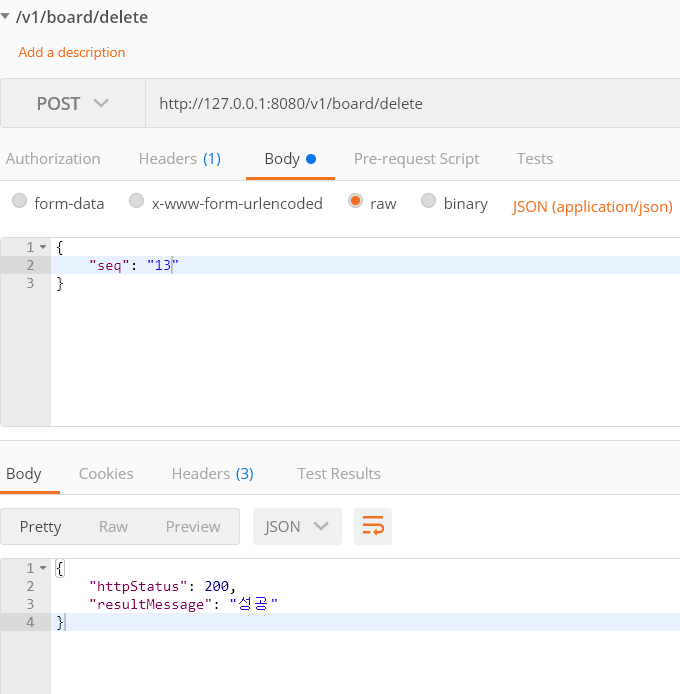 /v1/board/delete
Add a description
POST http://127.0.0.1:8080/v1/board/delete
Authorization Headers (1) Body Pre-request Script Tests
form-data x-www-form-urlencoded raw binary JSON (application/json)
1 {
2 "seq": "13"
3 }
Body Cookies Headers (3) Test Results
Pretty Raw Preview JSON
1 {
2 "httpStatus": 200,
3 "resultMessage": "성공"
4 }